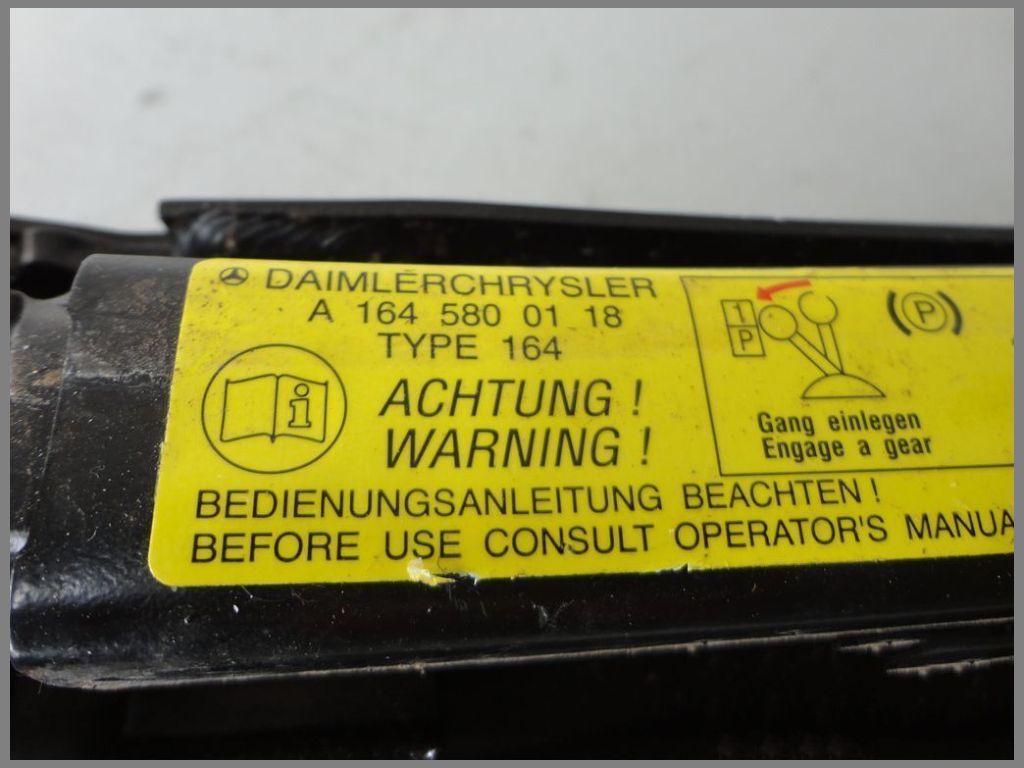 DAIMLERCHRYSLER
A 164 580 01 18
TYPE 164
i
ACHTUNG !
WARNING !
BEDIENUNGSANLEITUNG BEACHTEN !
BEFORE USE CONSULT OPERATOR'S MANUA
1
P
P
Gang einlegen
Engage a gear